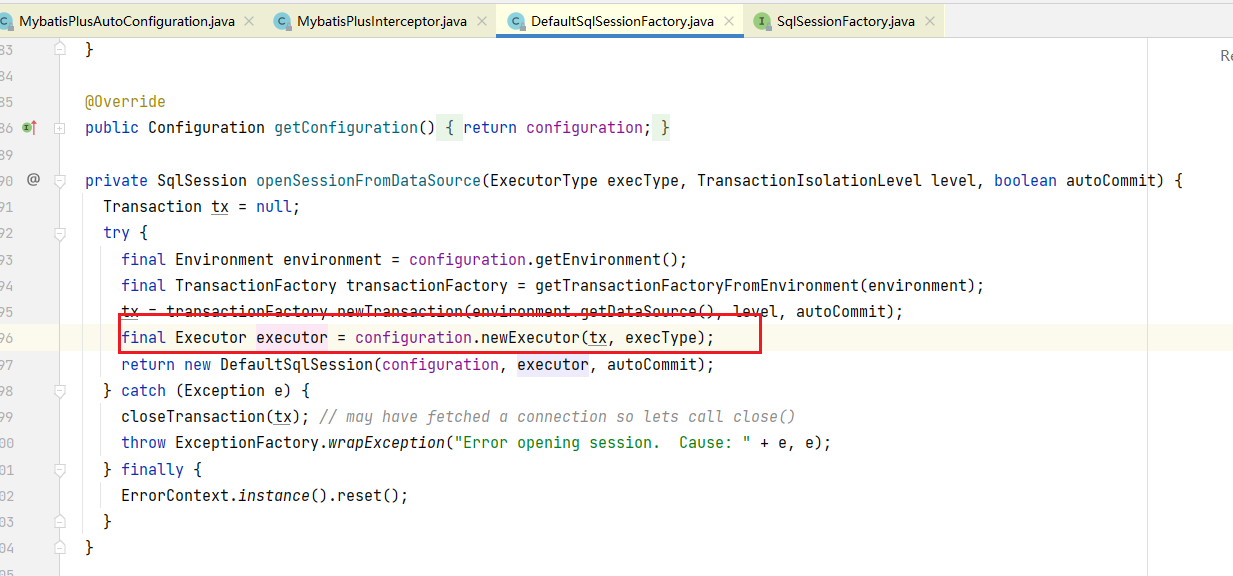 MybatisPlusAutoConfiguration.java MybatisPlusInterceptor.java DefaultSqlSessionFactory.java SqlSessionFactory.java
83 }
84 Re
85 @Override
86 public Configuration getConfiguration() { return configuration; }
89
90 @ private SqlSession openSessionFromDataSource(ExecutorType execType, TransactionIsolationLevel level, boolean autoCommit) {
91 Transaction tx = null;
92 try {
93 final Environment environment = configuration.getEnvironment();
94 final TransactionFactory transactionFactory = getTransactionFactoryFromEnvironment(environment);
95 tx = transactionFactory.newTransaction(environment.getDataSource(), level, autoCommit);
96 final Executor executor = configuration.newExecutor(tx, execType);
97 return new DefaultSqlSession(configuration, executor, autoCommit);
98 } catch (Exception e) {
99 closeTransaction(tx); // may have fetched a connection so lets call close()
00 throw ExceptionFactory.wrapException("Error opening session.  Cause: " + e, e);
01 } finally {
02 ErrorContext.instance().reset();
03 }
04 }
05